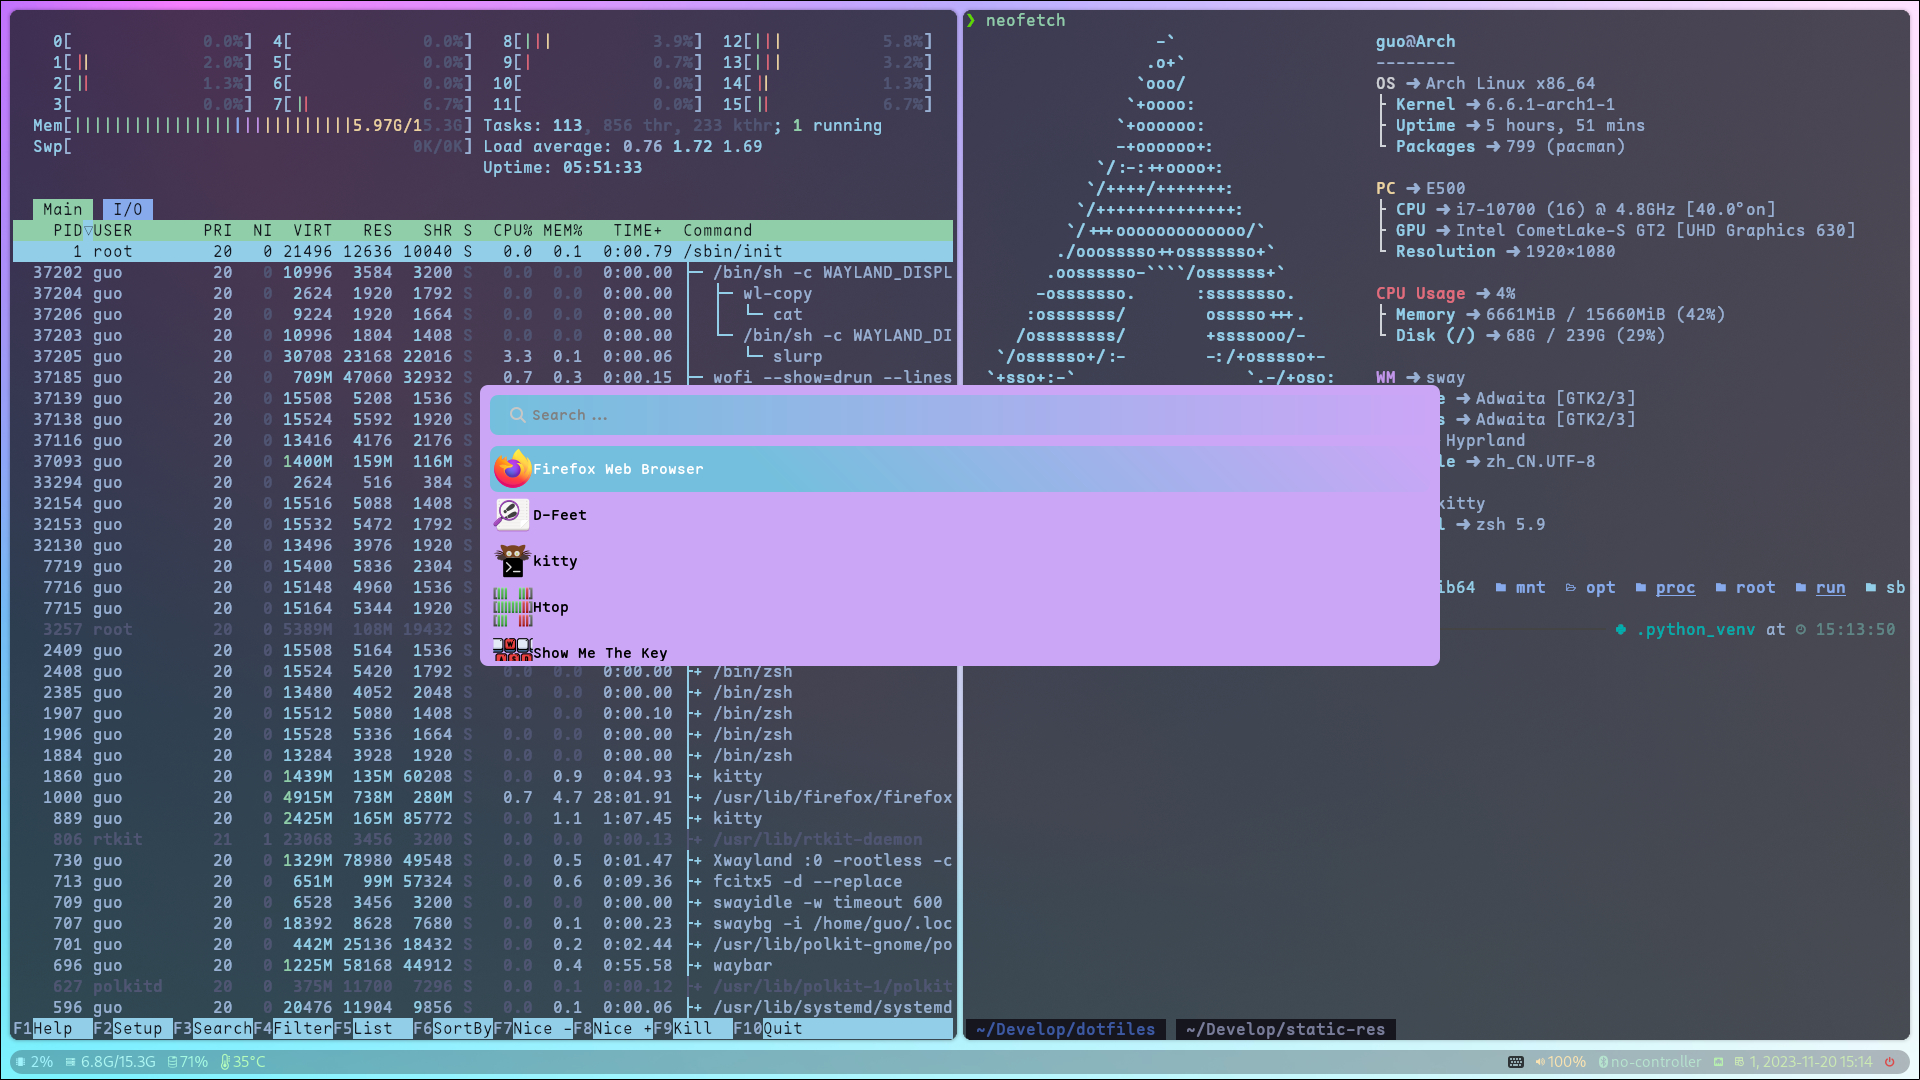 0[ 0.0%] 4[ 0.0%] 8[||| 3.9%] 12[||| 5.8%]
1[|| 2.0%] 5[ 0.0%] 9[| 0.7%] 13[||| 3.2%]
2[|| 1.3%] 6[ 0.0%] 10[ 0.0%] 14[|| 1.3%]
3[ 0.0%] 7[|| 6.7%] 11[ 0.0%] 15[|| 6.7%]
Mem[||||||||||||||||||||||||||||5.97G/15.3G] Tasks: 113, 856 thr, 233 kthr; 1 running
Swp[ 0K/0K] Load average: 0.76 1.72 1.69
Uptime: 05:51:33
Main I/O
PID▽USER PRI NI VIRT RES SHR S CPU% MEM% TIME+ Command
1 root 20 0 21496 12636 10040 S 0.0 0.1 0:00.79 /sbin/init
37202 guo 20 0 10996 3584 3200 S 0.0 0.0 0:00.00 ├─ /bin/sh -c WAYLAND_DISPL
37204 guo 20 0 2624 1920 1792 S 0.0 0.0 0:00.00 │ ├─ wl-copy
37206 guo 20 0 9224 1920 1664 S 0.0 0.0 0:00.00 │ │ └─ cat
37203 guo 20 0 10996 1804 1408 S 0.0 0.0 0:00.00 │ └─ /bin/sh -c WAYLAND_DI
37205 guo 20 0 30708 23168 22016 S 3.3 0.1 0:00.06 │ └─ slurp
37185 guo 20 0 709M 47060 32932 S 0.7 0.3 0:00.15 ├─ wofi --show=drun --lines
37139 guo 20 0 15508 5208 1536 S
37138 guo 20 0 15524 5592 1920 S
37116 guo 20 0 13416 4176 2176 S
37093 guo 20 0 1400M 159M 116M S
33294 guo 20 0 2624 516 384 S
32154 guo 20 0 15516 5088 1408 S
32153 guo 20 0 15532 5472 1792 S
32130 guo 20 0 13496 3976 1920 S
7719 guo 20 0 15400 5836 2304 S
7716 guo 20 0 15148 4960 1536 S
7715 guo 20 0 15164 5344 1920 S
3257 root 20 0 5389M 108M 19432 S
2409 guo 20 0 15508 5164 1536 S
2408 guo 20 0 15524 5420 1792 S 0.0 0.0 0:00.00 ├+ /bin/zsh
2385 guo 20 0 13480 4052 2048 S 0.0 0.0 0:00.00 ├+ /bin/zsh
1907 guo 20 0 15512 5080 1408 S 0.0 0.0 0:00.10 ├+ /bin/zsh
1906 guo 20 0 15528 5336 1664 S 0.0 0.0 0:00.00 ├+ /bin/zsh
1884 guo 20 0 13284 3928 1920 S 0.0 0.0 0:00.00 ├+ /bin/zsh
1860 guo 20 0 1439M 135M 60208 S 0.0 0.9 0:04.93 ├+ kitty
1000 guo 20 0 4915M 738M 280M S 0.7 4.7 28:01.91 ├+ /usr/lib/firefox/firefox
889 guo 20 0 2425M 165M 85772 S 0.0 1.1 1:07.45 ├+ kitty
806 rtkit 21 1 23068 3456 3200 S 0.0 0.0 0:00.13 ├+ /usr/lib/rtkit-daemon
730 guo 20 0 1329M 78980 49548 S 0.0 0.5 0:01.47 ├+ Xwayland :0 -rootless -c
713 guo 20 0 651M 99M 57324 S 0.0 0.6 0:09.36 ├+ fcitx5 -d --replace
709 guo 20 0 6528 3456 3200 S 0.0 0.0 0:00.00 ├+ swayidle -w timeout 600
707 guo 20 0 18392 8628 7680 S 0.0 0.1 0:00.23 ├+ swaybg -i /home/guo/.loc
701 guo 20 0 442M 25136 18432 S 0.0 0.2 0:02.44 ├+ /usr/lib/polkit-gnome/po
696 guo 20 0 1225M 58168 44912 S 0.0 0.4 0:55.58 ├+ waybar
627 polkitd 20 0 375M 11700 7296 S 0.0 0.1 0:00.12 ├+ /usr/lib/polkit-1/polkit
596 guo 20 0 20476 11904 9856 S 0.0 0.1 0:00.06 ├+ /usr/lib/systemd/systemd
F1Help F2Setup F3SearchF4FilterF5List F6SortByF7Nice -F8Nice +F9Kill F10Quit
Search ...
Firefox Web Browser
D-Feet
kitty
Htop
Show Me The Key
❯ neofetch
-`
.o+`
`ooo/
`+oooo:
`+oooooo:
-+oooooo+:
`/:-:++oooo+:
`/++++/+++++++:
`/++++++++++++++:
`/+++ooooooooooooo/`
./ooosssso++osssssso+`
.oossssso-````/ossssss+`
-osssssso. :ssssssso.
:osssssss/ osssso+++.
/ossssssss/ +ssssooo/-
`/ossssso+/:- -:/+osssso+-
`+sso+:-` `.-/+oso:
guo@Arch
--------
OS ➜ Arch Linux x86_64
├ Kernel ➜ 6.6.1-arch1-1
├ Uptime ➜ 5 hours, 51 mins
└ Packages ➜ 799 (pacman)
PC ➜ E500
├ CPU ➜ i7-10700 (16) @ 4.8GHz [40.0°on]
├ GPU ➜ Intel CometLake-S GT2 [UHD Graphics 630]
└ Resolution ➜ 1920x1080
CPU Usage ➜ 4%
├ Memory ➜ 6661MiB / 15660MiB (42%)
└ Disk (/) ➜ 68G / 239G (29%)
WM ➜ sway
e ➜ Adwaita [GTK2/3]
s ➜ Adwaita [GTK2/3]
Hyprland
le ➜ zh_CN.UTF-8
kitty
l ➜ zsh 5.9
ib64 mnt opt proc root run sb
.python_venv at 15:13:50
~/Develop/dotfiles ~/Develop/static-res
2% 6.8G/15.3G 71% 35°C
100% no-controller 1, 2023-11-20 15:14